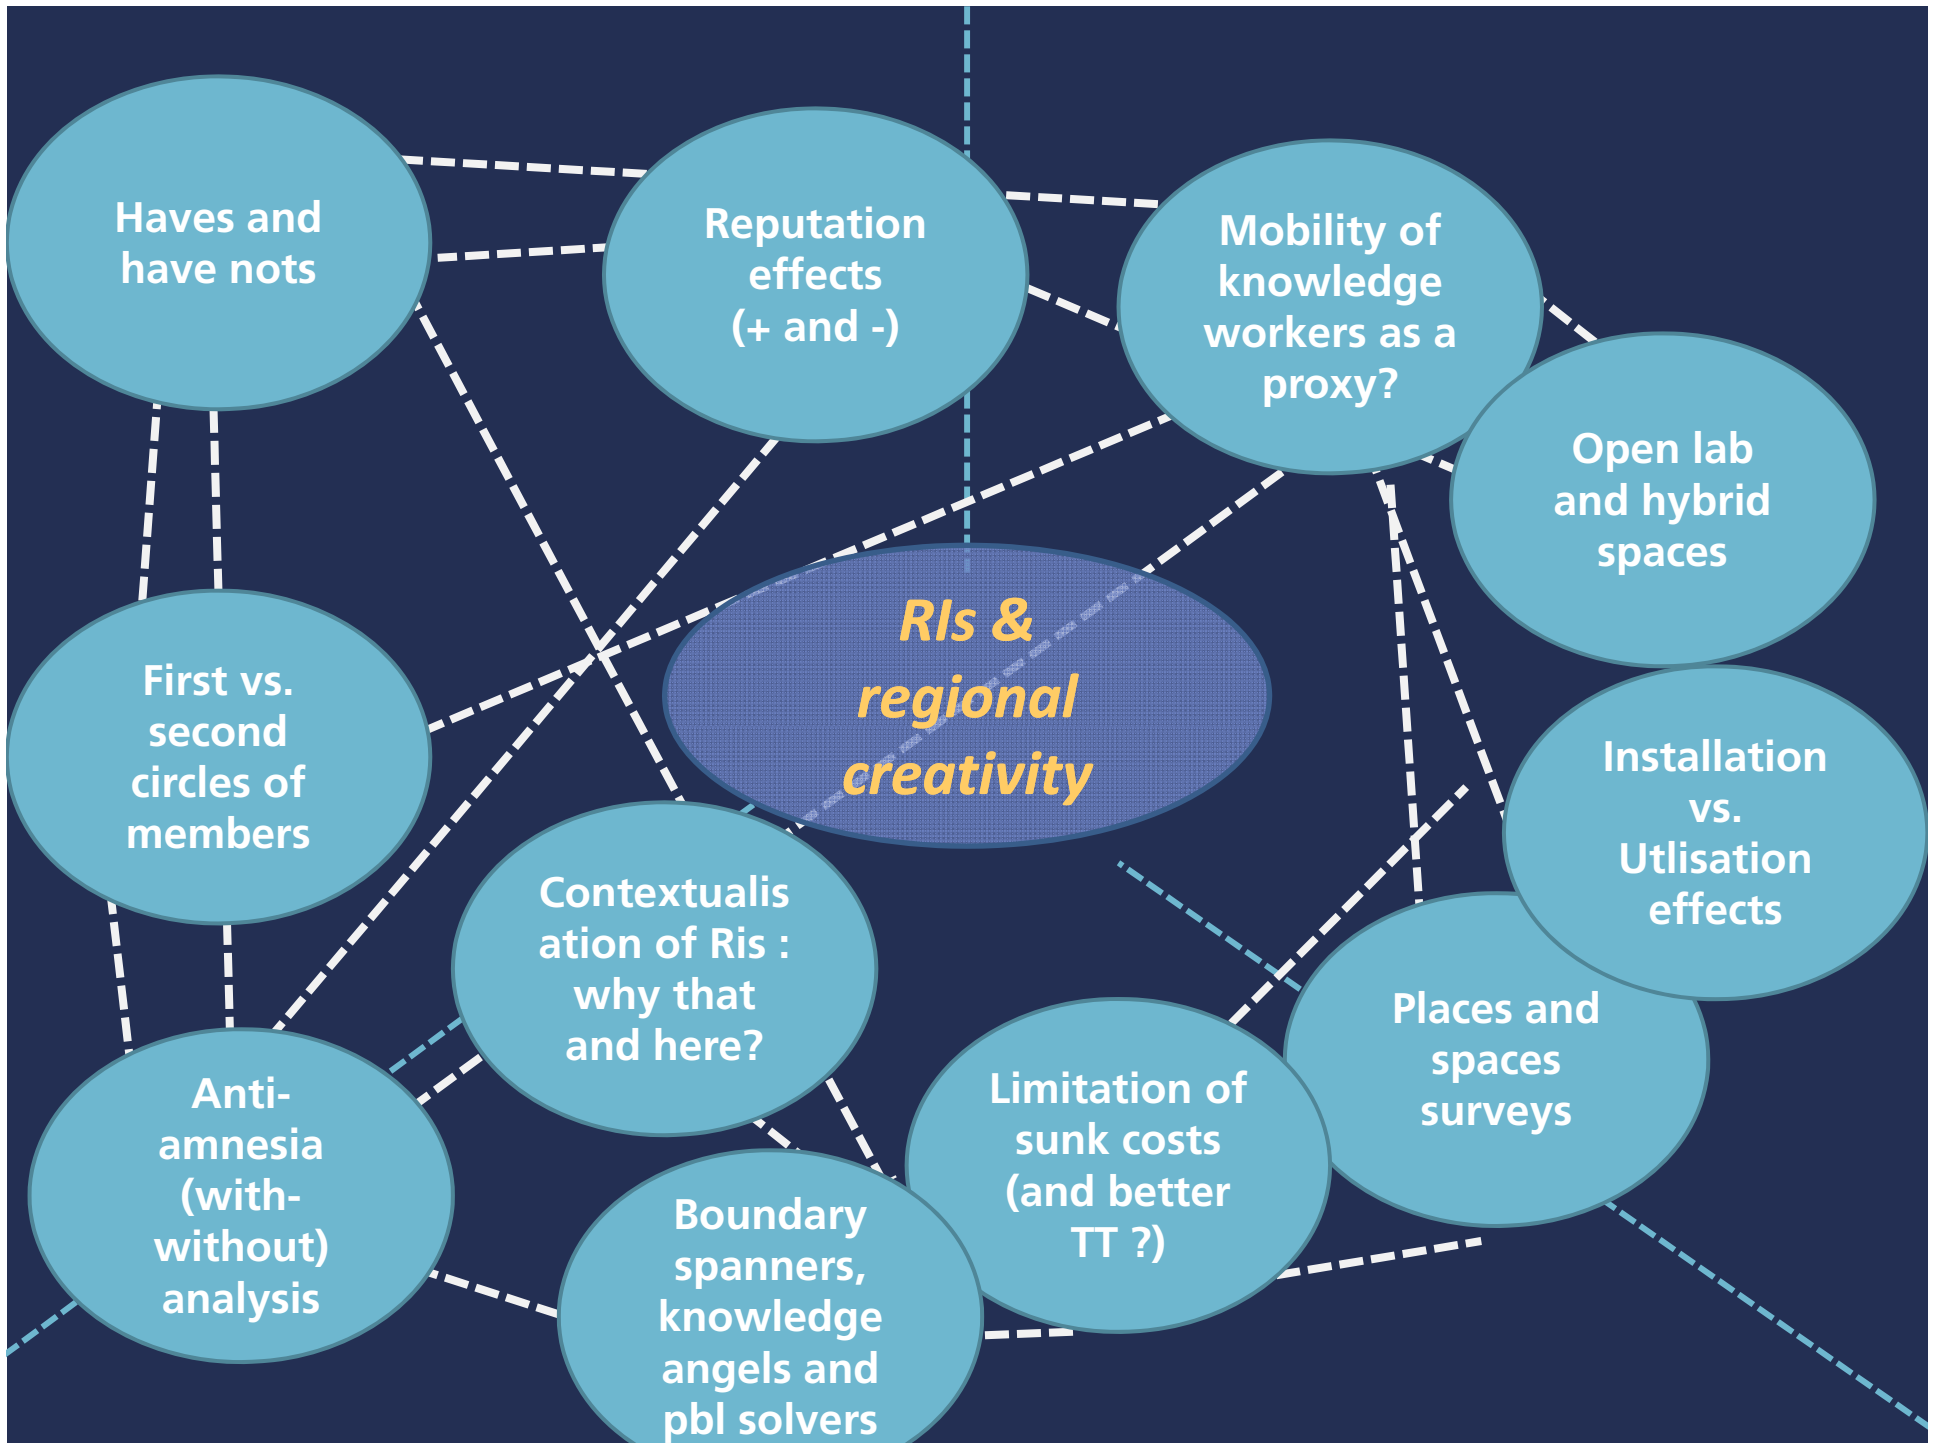 Haves and
have nots
Reputation
effects
(+ and -)
Mobility of
knowledge
workers as a
proxy?
Open lab
and hybrid
spaces
RIs &
regional
creativity
First vs.
second
circles of
members
Installation
vs.
Utlisation
effects
Contextualis
ation of Ris :
why that
and here?
Places and
spaces
surveys
Limitation of
sunk costs
(and better
TT ?)
Anti-
amnesia
(with-
without)
analysis
Boundary
spanners,
knowledge
angels and
pbl solvers